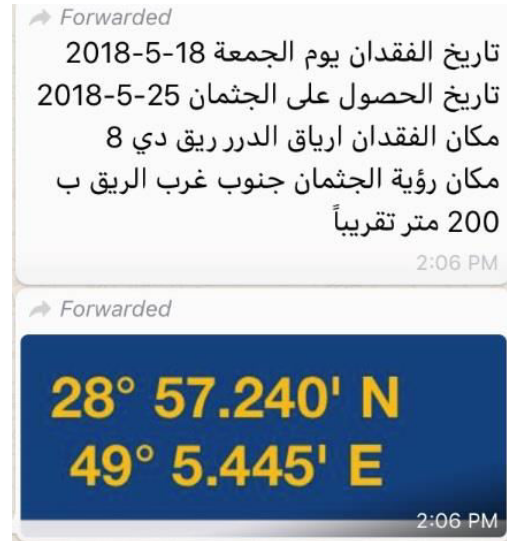 Forwarded
تاريخ الفقدان يوم الجمعة 18-5-2018
تاريخ الحصول على الجثمان 25-5-2018
مكان الفقدان ارياق الدرر ريق دي 8
مكان رؤية الجثمان جنوب غرب الريق ب
200 متر تقريباً
2:06 PM
Forwarded
28° 57.240' N
49° 5.445' E
2:06 PM